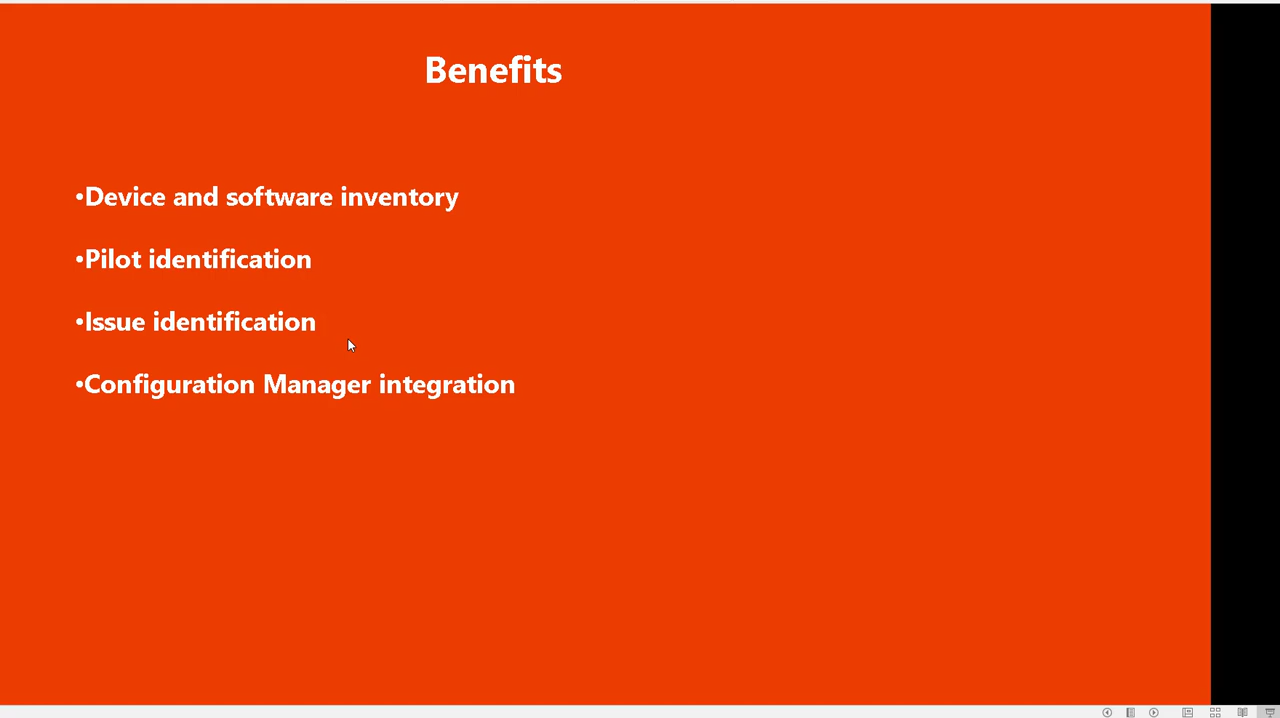 Benefits
•Device and software inventory
•Pilot identification
•Issue identification
•Configuration Manager integration